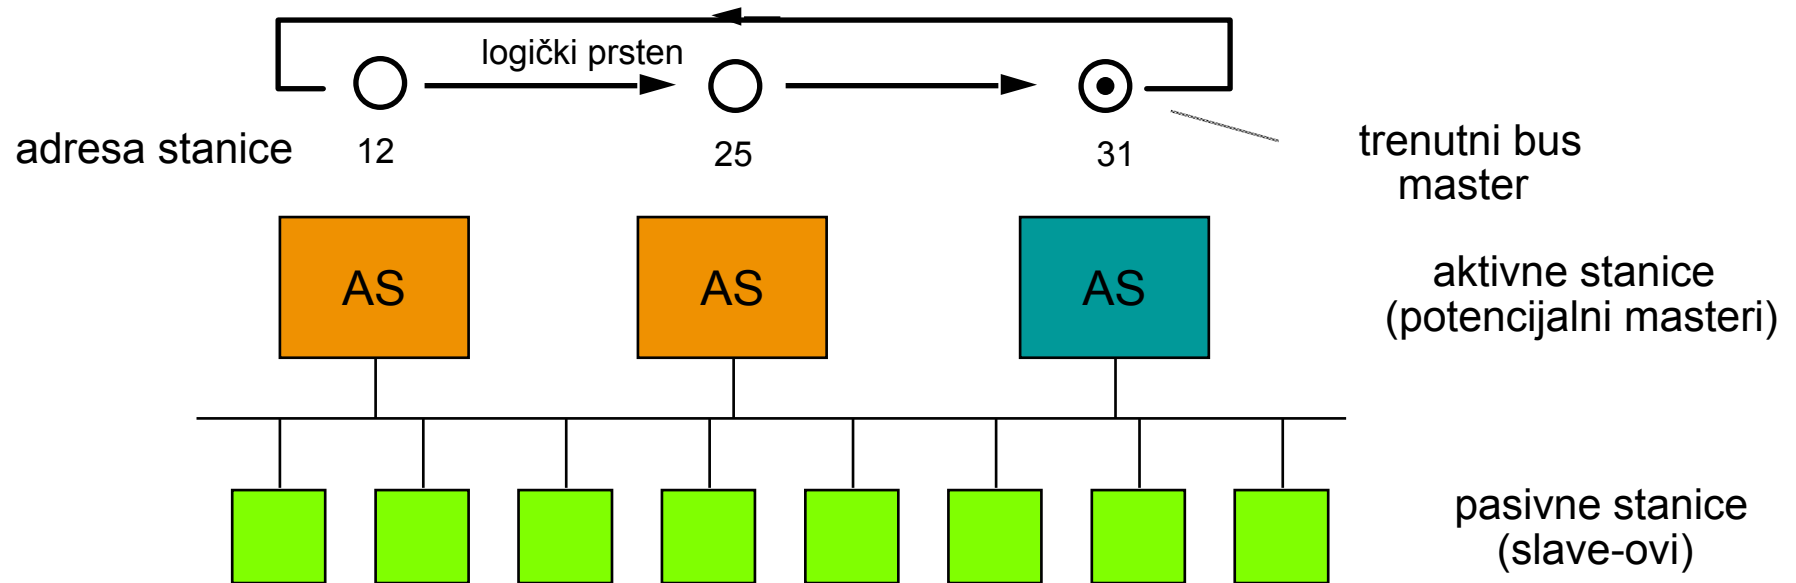 logički prsten
adresa stanice 12 25 31
trenutni bus
master
AS AS AS
aktivne stanice
(potencijalni masteri)
pasivne stanice
(slave-ovi)